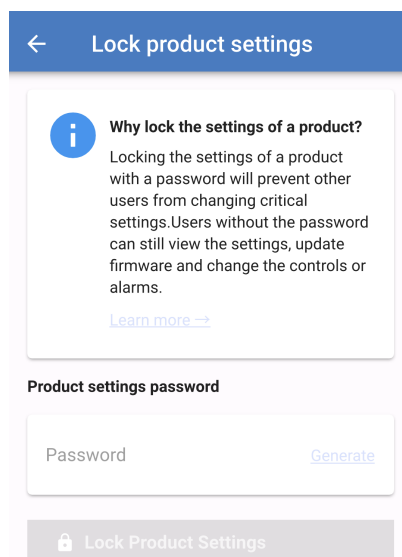 Lock product settings
Why lock the settings of a product?
Locking the settings of a product
with a password will prevent other
users from changing critical
settings.Users without the password
can still view the settings, update
firmware and change the controls or
alarms.
Learn more →
Product settings password
Password Generate
Lock Product Settings